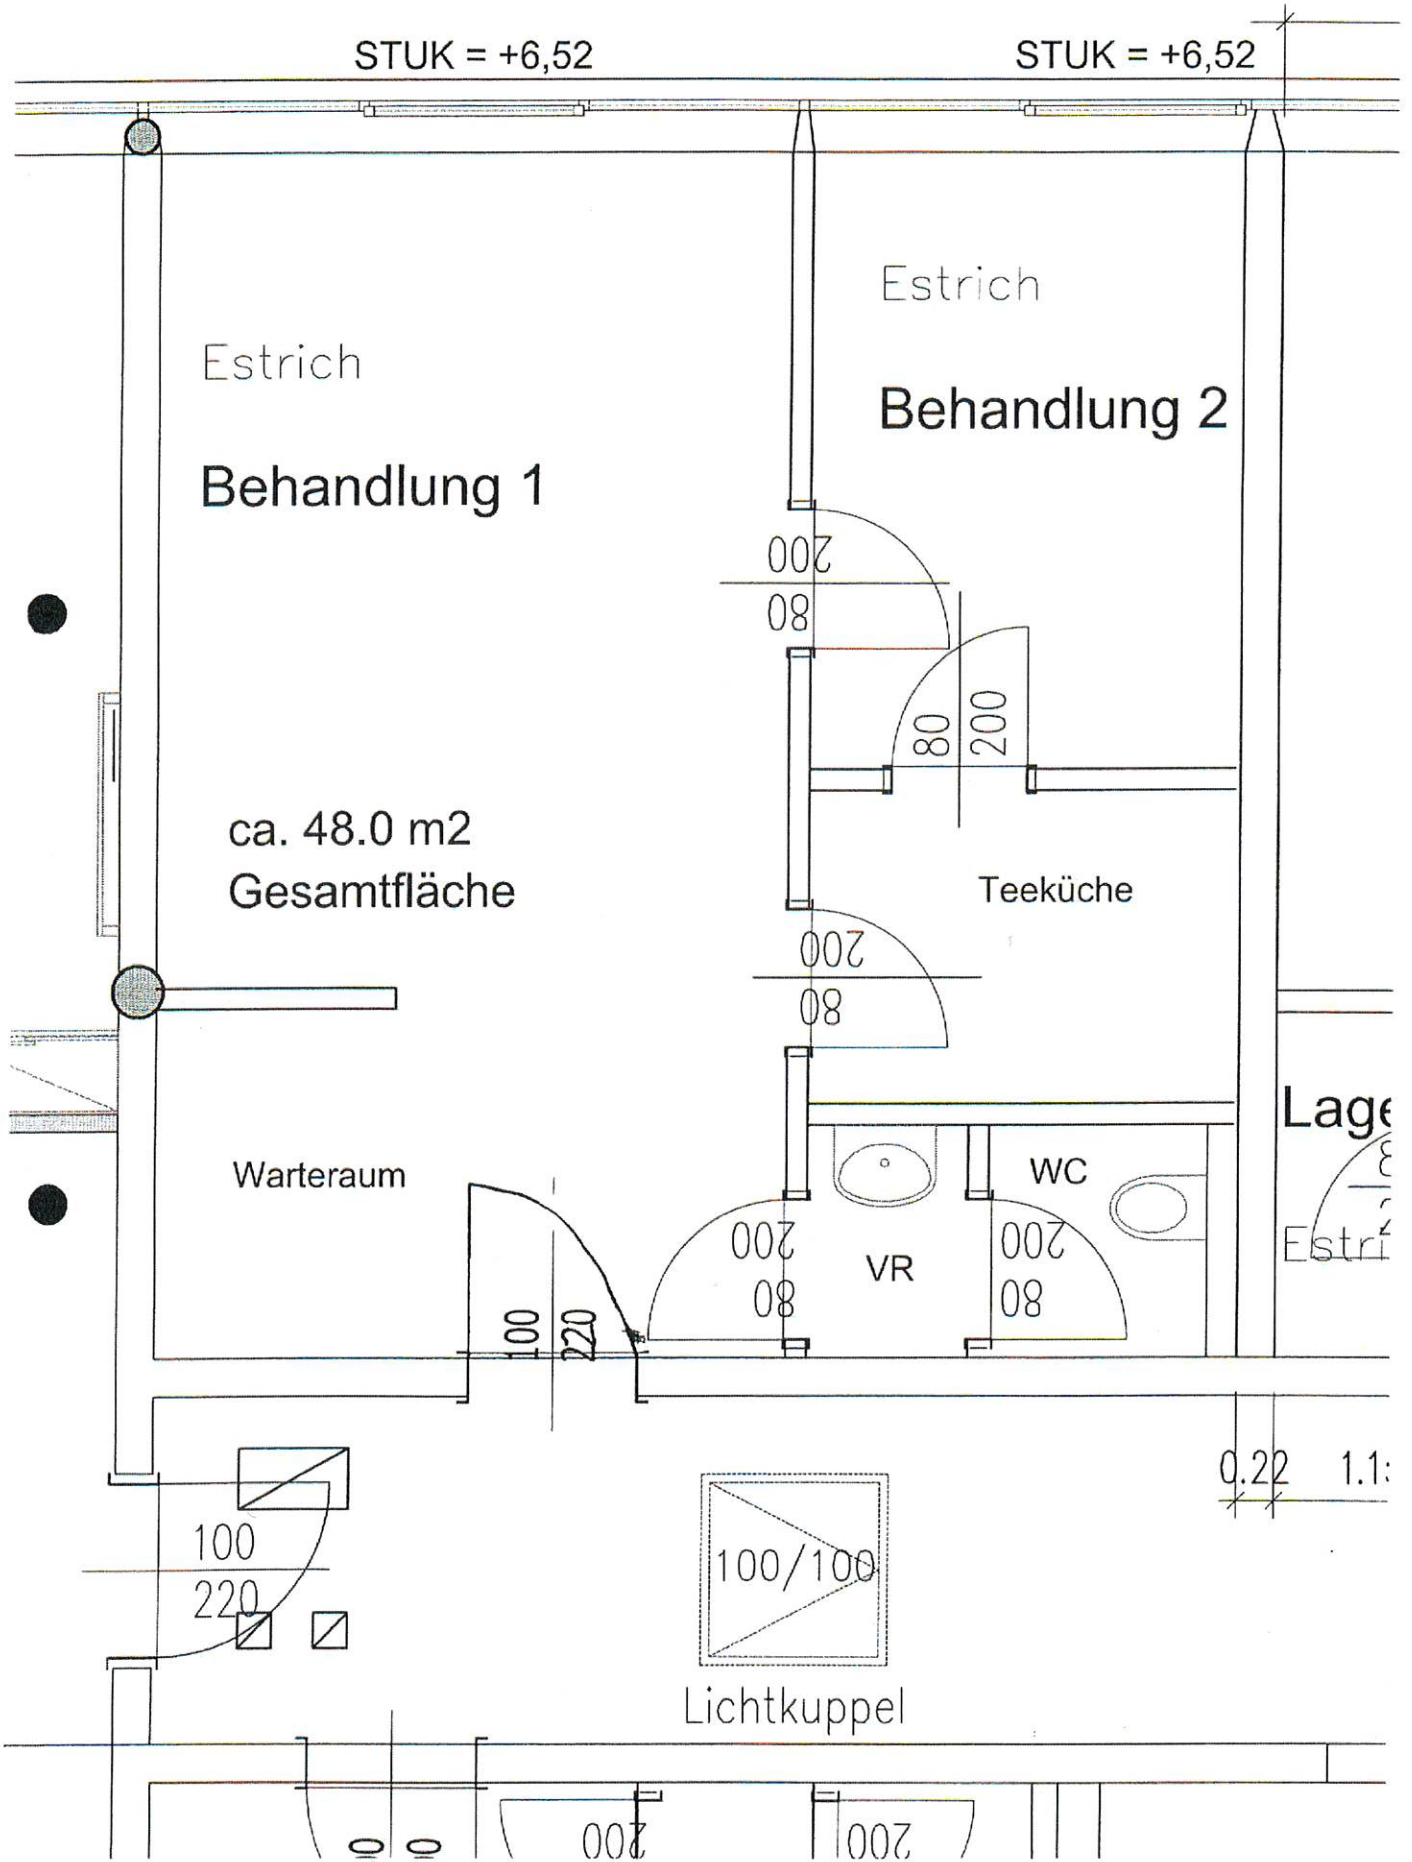 STUK = +6,52
STUK = +6,52
Estrich
Estrich
Behandlung 2
Behandlung 1
200
80
80
200
ca. 48.0 m2
Gesamtfläche
Teeküche
200
80
Warteraum
WC
VR
200
80
200
80
100
220
0.22
100
220
100/100
Lichtkuppel
200
200